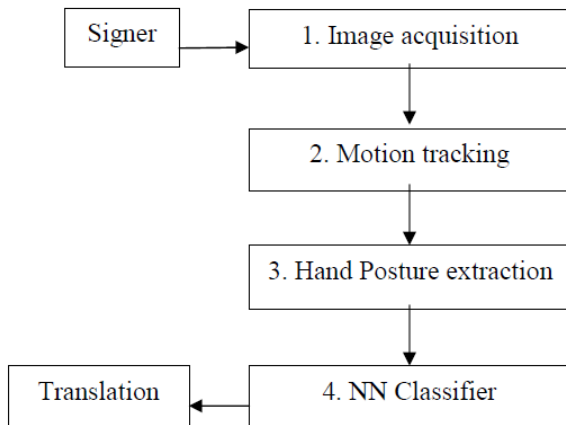 Signer
1. Image acquisition
2. Motion tracking
3. Hand Posture extraction
4. NN Classifier
Translation